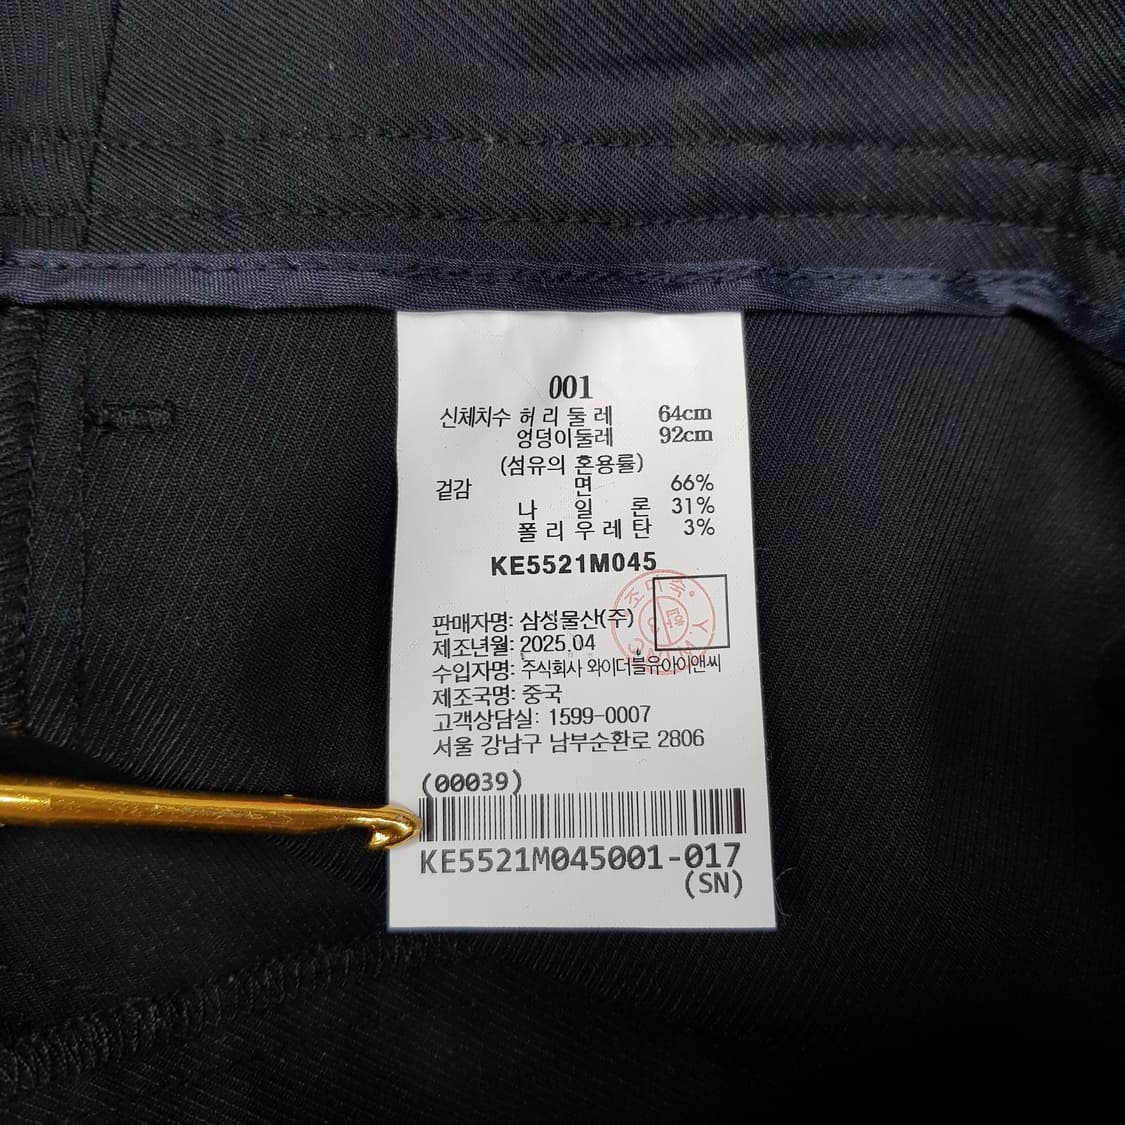 001
신체치수 허리둘레 64cm
엉덩이둘레 92cm
(섬유의 혼용률)
겉감 면 66%
나일론 31%
폴리우레탄 3%
KE5521M045
판매자명: 삼성물산(주)
제조년월: 2025.04
수입자명: 주식회사 와이더블유아이앤씨
제조국명: 중국
고객상담실: 1599-0007
서울 강남구 남부순환로 2806
(00039)
KE5521M045001-017
(SN)